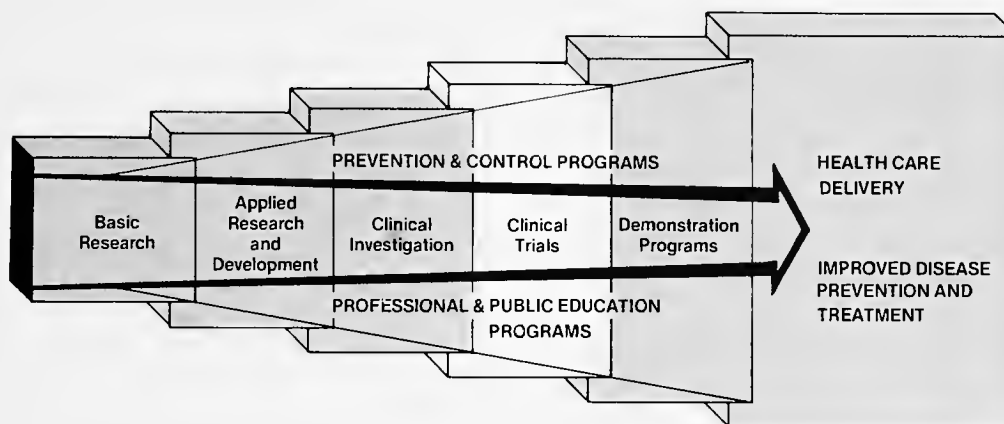 PREVENTION & CONTROL PROGRAMS
HEALTH CARE
DELIVERY
Basic
Research
Applied
Research
and
Development
Clinical
Investigation
Clinical
Trials
Demonstration
Programs
PROFESSIONAL & PUBLIC EDUCATION
PROGRAMS
IMPROVED DISEASE
PREVENTION AND
TREATMENT